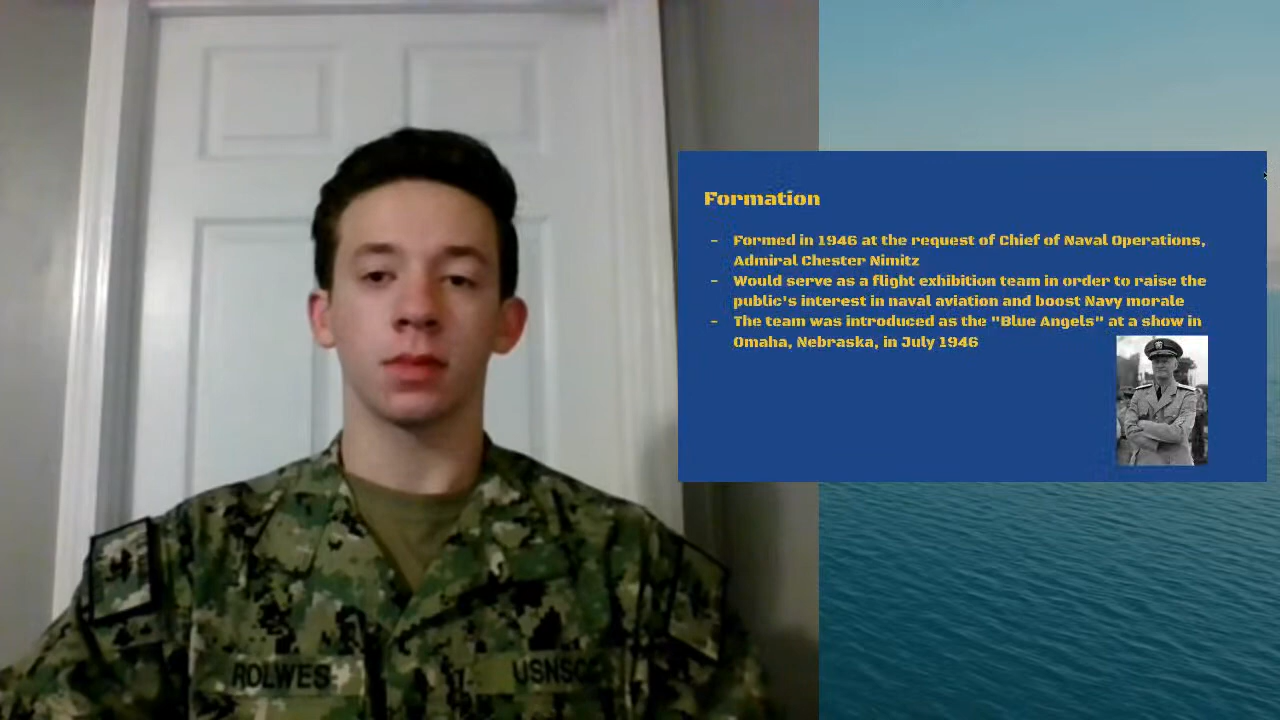 Formation
- Formed in 1946 at the request of Chief of Naval Operations,
Admiral Chester Nimitz
- Would serve as a flight exhibition team in order to raise the
public's interest in naval aviation and boost Navy morale
- The team was introduced as the "Blue Angels" at a show in
Omaha, Nebraska, in July 1946
ROLWES
USNSCC